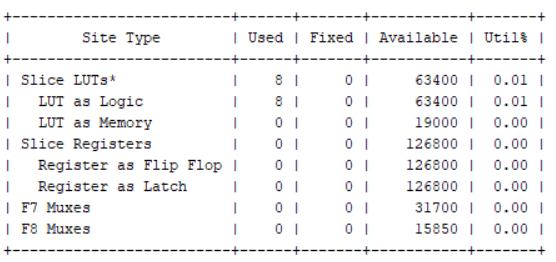 +-------------------------+------+-------+-----------+-------+
|        Site Type        | Used | Fixed | Available | Util% |
+-------------------------+------+-------+-----------+-------+
| Slice LUTs*             |    8 |     0 |     63400 |  0.01 |
|   LUT as Logic          |    8 |     0 |     63400 |  0.01 |
|   LUT as Memory         |    0 |     0 |     19000 |  0.00 |
| Slice Registers         |    0 |     0 |    126800 |  0.00 |
|   Register as Flip Flop |    0 |     0 |    126800 |  0.00 |
|   Register as Latch     |    0 |     0 |    126800 |  0.00 |
| F7 Muxes                |    0 |     0 |     31700 |  0.00 |
| F8 Muxes                |    0 |     0 |     15850 |  0.00 |
+-------------------------+------+-------+-----------+-------+